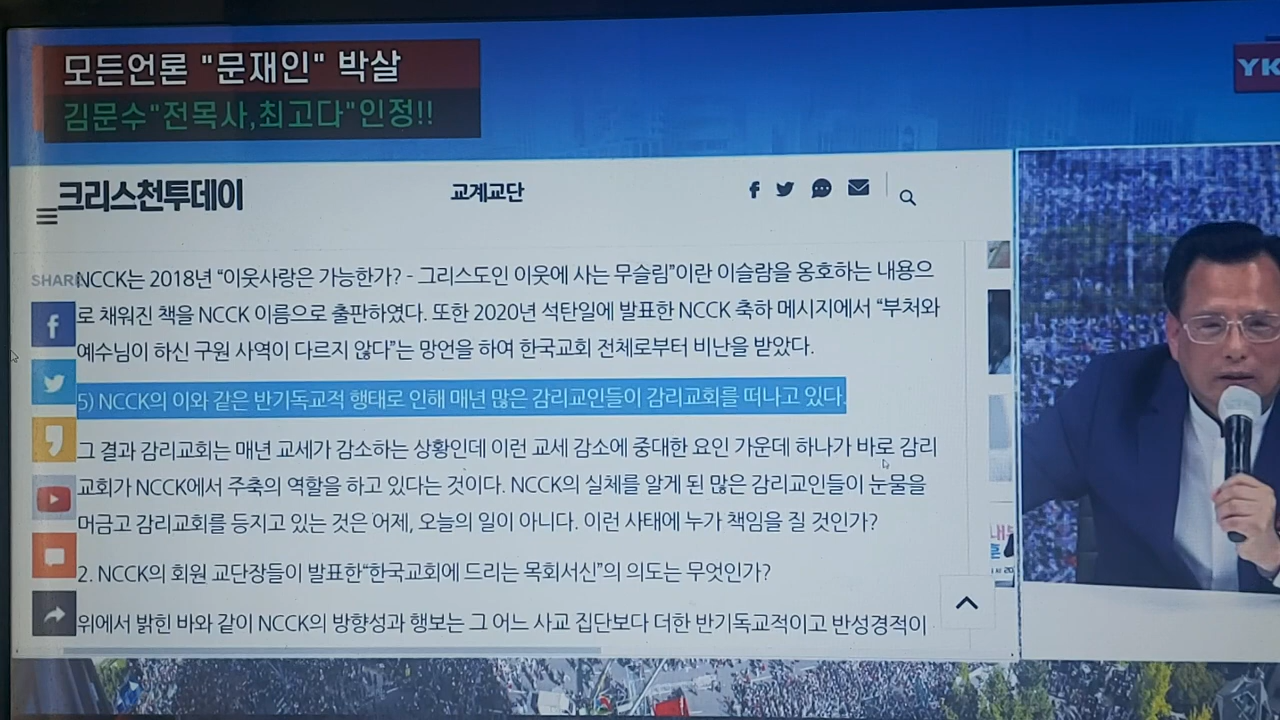 모든언론 "문재인" 박살
김문수"전목사,최고다"인정!!
YK
크리스천투데이
교계교단
SHARE
NCCK는 2018년 “이웃사랑은 가능한가? - 그리스도인 이웃에 사는 무슬림”이란 이슬람을 옹호하는 내용으
로 채워진 책을 NCCK 이름으로 출판하였다. 또한 2020년 석탄일에 발표한 NCCK 축하 메시지에서 “부처와
예수님이 하신 구원 사역이 다르지 않다”는 망언을 하여 한국교회 전체로부터 비난을 받았다.
5) NCCK의 이와 같은 반기독교적 행태로 인해 매년 많은 감리교인들이 감리교회를 떠나고 있다.
그 결과 감리교회는 매년 교세가 감소하는 상황인데 이런 교세 감소에 중대한 요인 가운데 하나가 바로 감리
교회가 NCCK에서 주축의 역할을 하고 있다는 것이다. NCCK의 실체를 알게 된 많은 감리교인들이 눈물을
머금고 감리교회를 등지고 있는 것은 어제, 오늘의 일이 아니다. 이런 사태에 누가 책임을 질 것인가?
2. NCCK의 회원 교단장들이 발표한“한국교회에 드리는 목회서신”의 의도는 무엇인가?
위에서 밝힌 바와 같이 NCCK의 방향성과 행보는 그 어느 사교 집단보다 더한 반기독교적이고 반성경적이